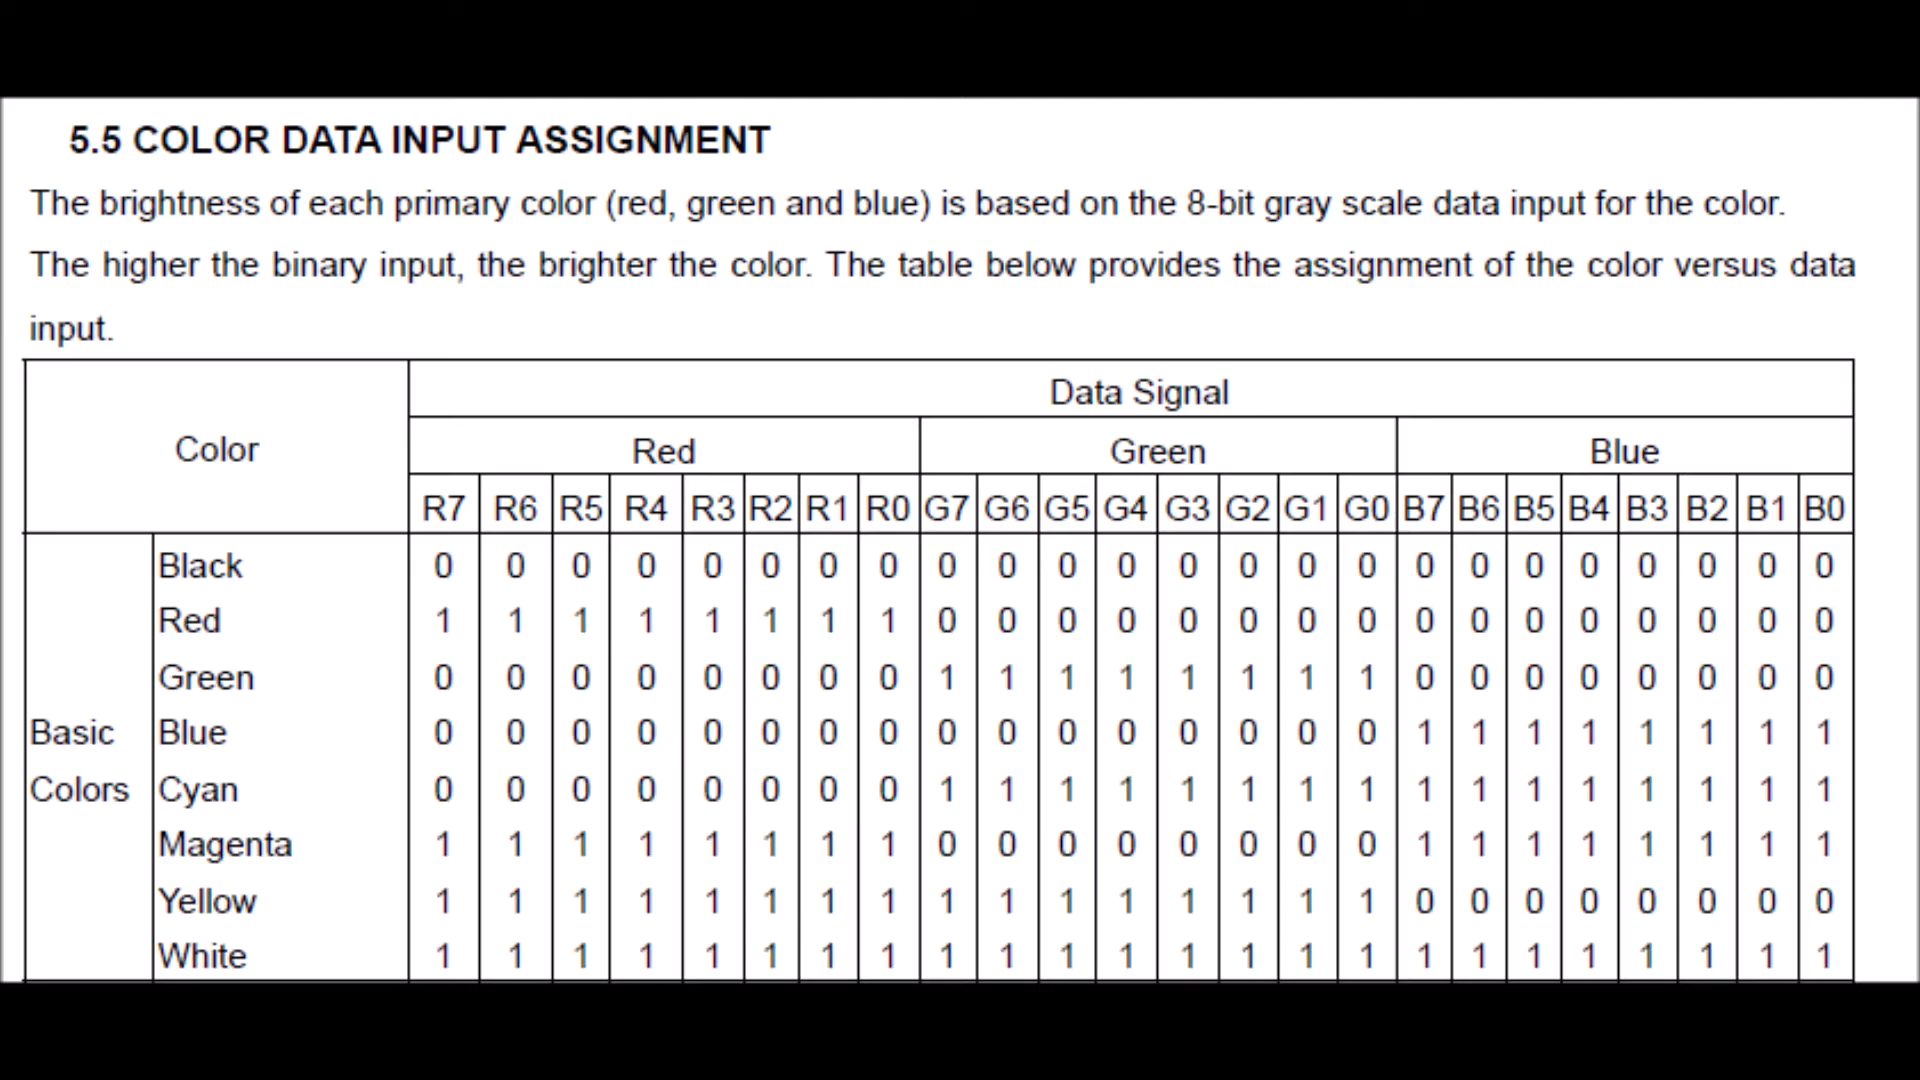 5.5 COLOR DATA INPUT ASSIGNMENT
The brightness of each primary color (red, green and blue) is based on the 8-bit gray scale data input for the color.
The higher the binary input, the brighter the color. The table below provides the assignment of the color versus data
input.
Data Signal
Color
Red Green Blue
R7 R6 R5 R4 R3 R2 R1 R0 G7 G6 G5 G4 G3 G2 G1 G0 B7 B6 B5 B4 B3 B2 B1 B0
Black 0 0 0 0 0 0 0 0 0 0 0 0 0 0 0 0 0 0 0 0 0 0 0 0
Red 1 1 1 1 1 1 1 1 0 0 0 0 0 0 0 0 0 0 0 0 0 0 0 0
Green 0 0 0 0 0 0 0 0 1 1 1 1 1 1 1 1 0 0 0 0 0 0 0 0
Basic Blue 0 0 0 0 0 0 0 0 0 0 0 0 0 0 0 0 1 1 1 1 1 1 1 1
Colors Cyan 0 0 0 0 0 0 0 0 1 1 1 1 1 1 1 1 1 1 1 1 1 1 1 1
Magenta 1 1 1 1 1 1 1 1 0 0 0 0 0 0 0 0 1 1 1 1 1 1 1 1
Yellow 1 1 1 1 1 1 1 1 1 1 1 1 1 1 1 1 0 0 0 0 0 0 0 0
White 1 1 1 1 1 1 1 1 1 1 1 1 1 1 1 1 1 1 1 1 1 1 1 1